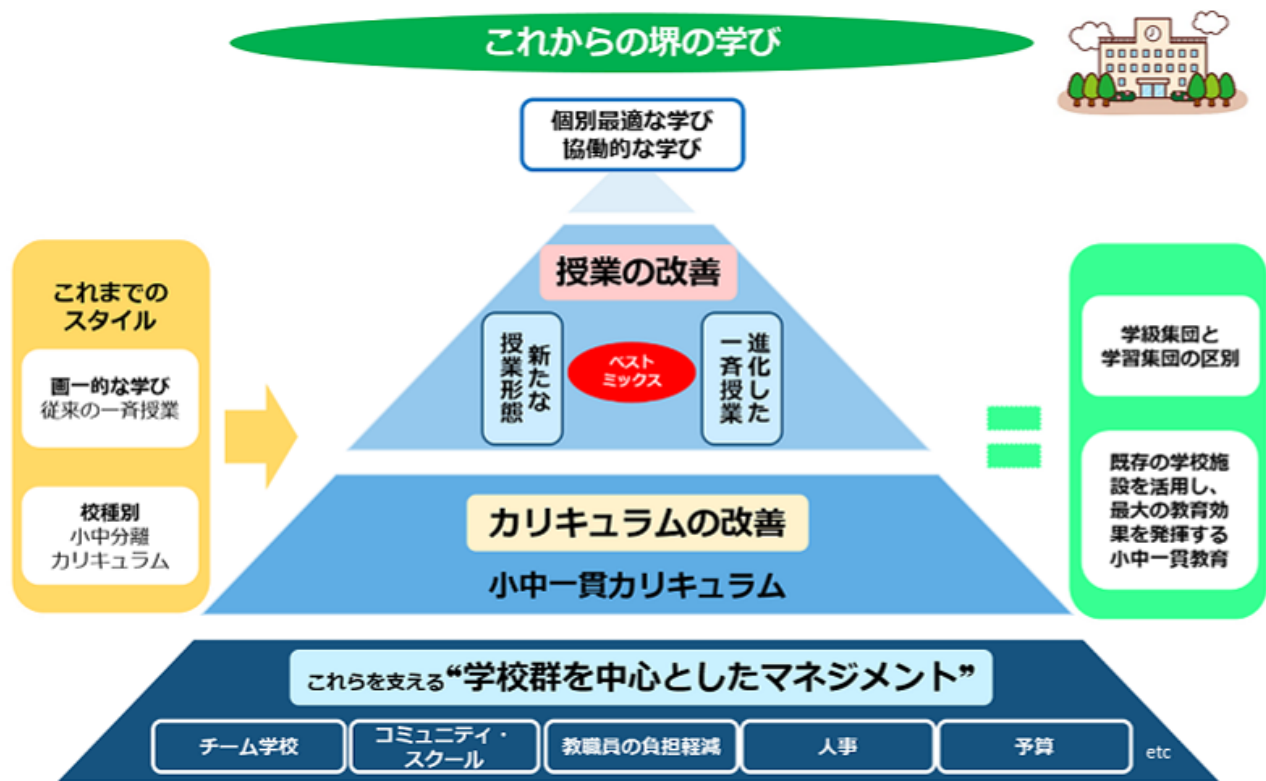 これからの堺の学び
個別最適な学び
協働的な学び
これまでの
スタイル
画一的な学び
従来の一斉授業
校種別
小中分離
カリキュラム
授業の改善
新たな
授業形態
ベスト
ミックス
進化した
一斉授業
カリキュラムの改善
小中一貫カリキュラム
学級集団と
学習集団の区別
既存の学校施
設を活用し、
最大の教育効
果を発揮する
小中一貫教育
これらを支える❝学校群を中心としたマネジメント❞
チーム学校
コミュニティ・
スクール
教職員の負担軽減
人事
予算
etc